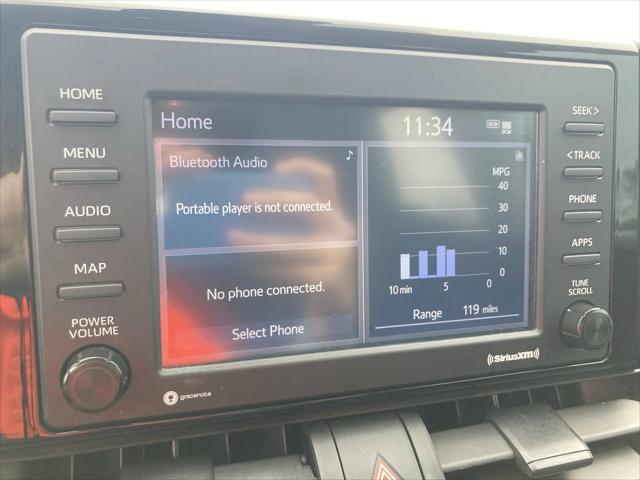 HOME
MENU
AUDIO
MAP
POWER
VOLUME
Home
11:34
DCM
DCM
Bluetooth Audio
Portable player is not connected.
No phone connected.
Select Phone
MPG
40
30
20
10
0
10 min
5
0
Range 119 miles
SEEK >
< TRACK
PHONE
APPS
TUNE
SCROLL
gracenote
SiriusXM